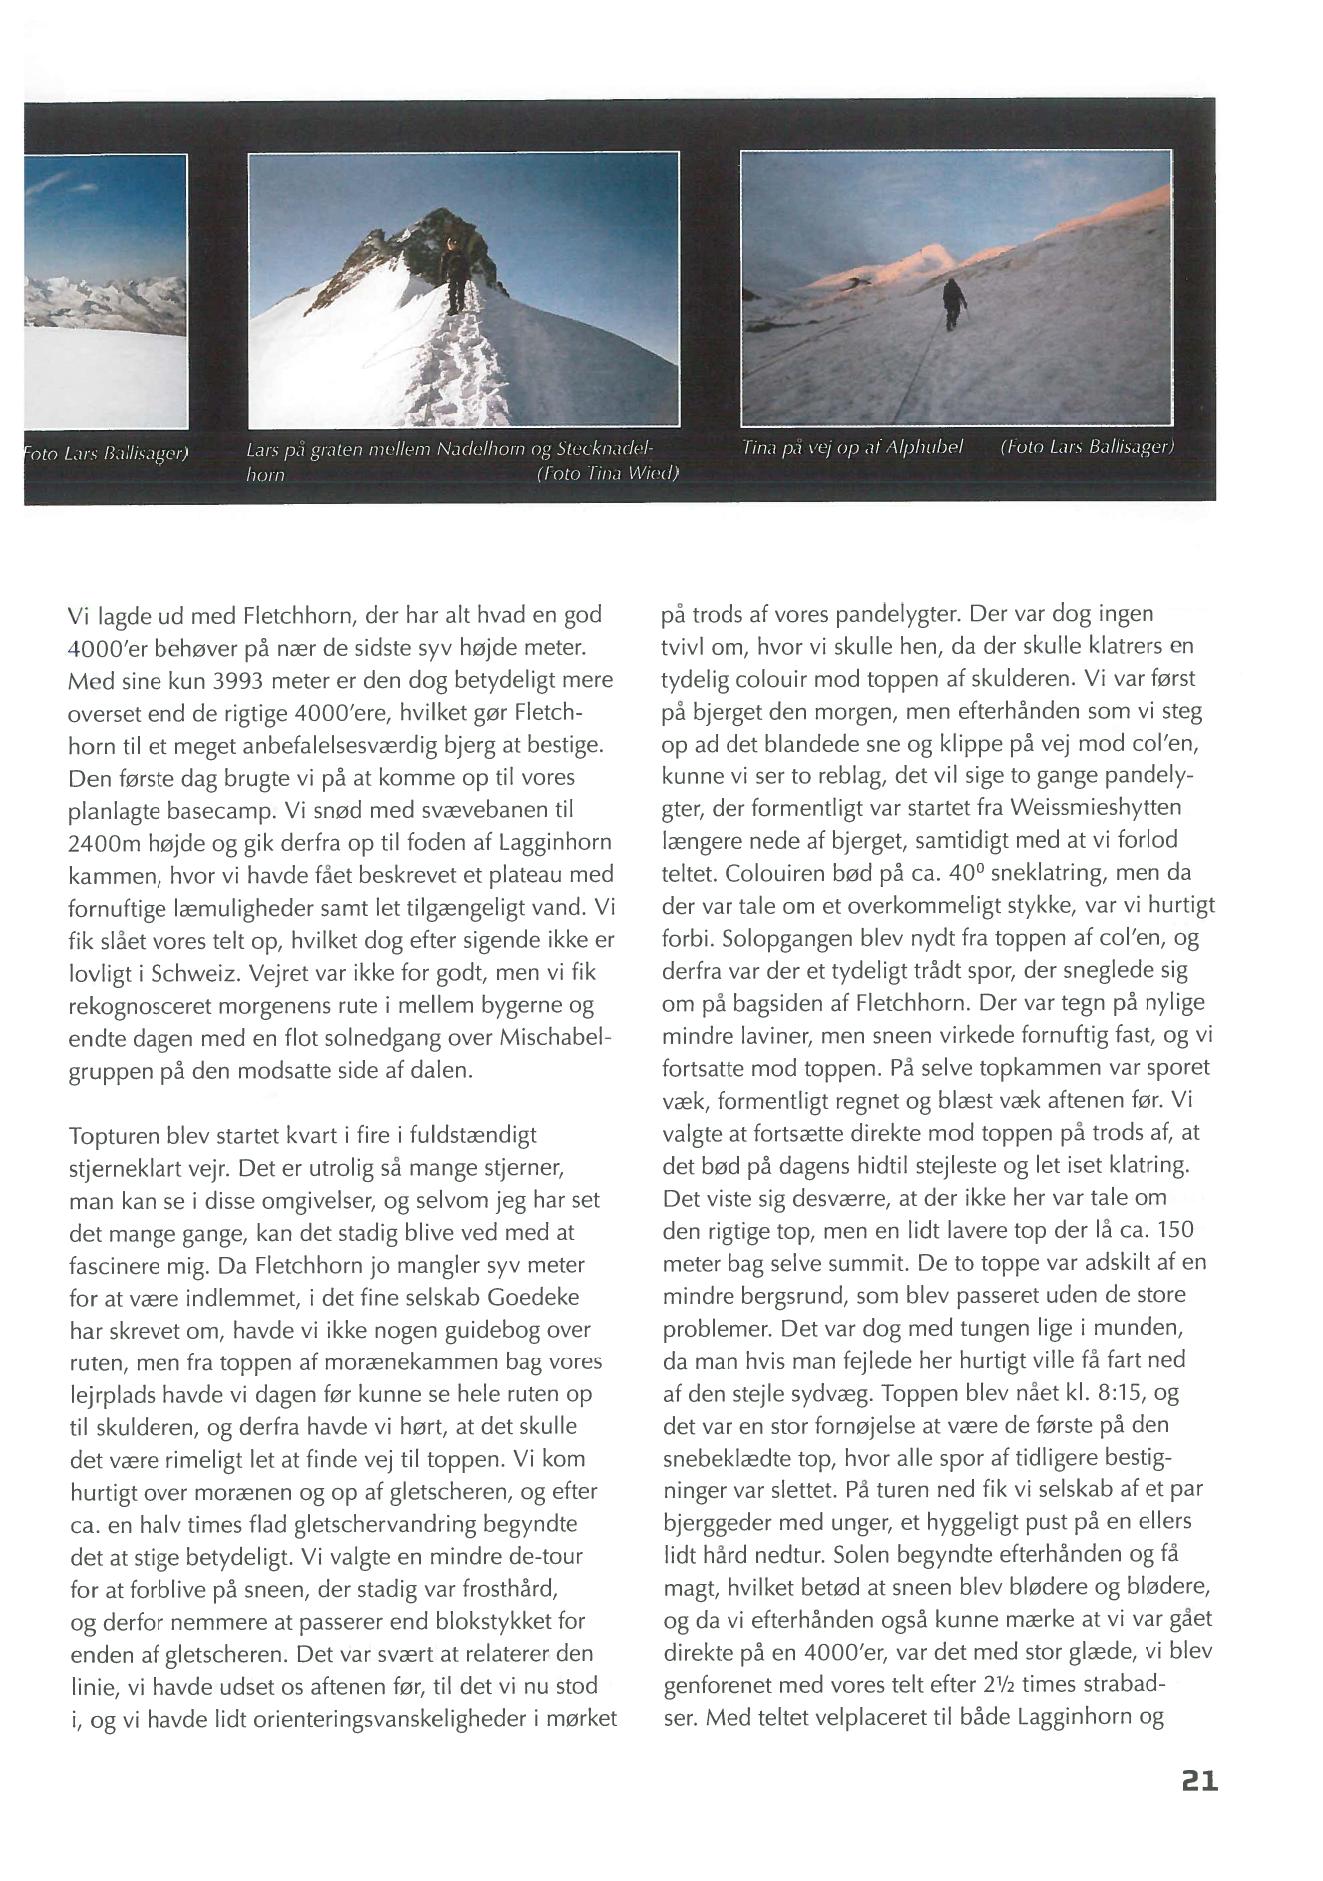 Foto Lars Ballisager)
Lars på graten mellem Nadelhorn og Stecknadel-
horn (Foto Tina Wied)
Tina på vej op af Alphubel (Foto Lars Ballisager)
Vi lagde ud med Fletchhorn, der har alt hvad en god
4000'er behøver på nær de sidste syv højde meter.
Med sine kun 3993 meter er den dog betydeligt mere
overset end de rigtige 4000'ere, hvilket gør Fletch-
horn til et meget anbefalelsesværdig bjerg at bestige.
Den første dag brugte vi på at komme op til vores
planlagte basecamp. Vi snød med svævebanen til
2400m højde og gik derfra op til foden af Lagginhorn
kammen, hvor vi havde fået beskrevet et plateau med
fornuftige læmuligheder samt let tilgængeligt vand. Vi
fik slået vores telt op, hvilket dog efter sigende ikke er
lovligt i Schweiz. Vejret var ikke for godt, men vi fik
rekognosceret morgenens rute i mellem bygerne og
endte dagen med en flot solnedgang over Mischabel-
gruppen på den modsatte side af dalen.
Topturen blev startet kvart i fire i fuldstændigt
stjerneklart vejr. Det er utrolig så mange stjerner,
man kan se i disse omgivelser, og selvom jeg har set
det mange gange, kan det stadig blive ved med at
fascinere mig. Da Fletchhorn jo mangler syv meter
for at være indlemmet, i det fine selskab Goedeke
har skrevet om, havde vi ikke nogen guidebog over
ruten, men fra toppen af morænekammen bag vores
lejrplads havde vi dagen før kunne se hele ruten op
til skulderen, og derfra havde vi hørt, at det skulle
det være rimeligt let at finde vej til toppen. Vi kom
hurtigt over morænen og op af gletscheren, og efter
ca. en halv times flad gletschervandring begyndte
det at stige betydeligt. Vi valgte en mindre de-tour
for at forblive på sneen, der stadig var frosthård,
og derfor nemmere at passerer end blokstykket for
enden af gletscheren. Det var svært at relaterer den
linie, vi havde udset os aftenen før, til det vi nu stod
i, og vi havde lidt orienteringsvanskeligheder i mørket
på trods af vores pandelygter. Der var dog ingen
tvivl om, hvor vi skulle hen, da der skulle klatrers en
tydelig colouir mod toppen af skulderen. Vi var først
på bjerget den morgen, men efterhånden som vi steg
op ad det blandede sne og klippe på vej mod col'en,
kunne vi ser to reblag, det vil sige to gange pandely-
gter, der formentligt var startet fra Weissmieshytten
længere nede af bjerget, samtidigt med at vi forlod
teltet. Colouiren bød på ca. 40⁰ sneklatring, men da
der var tale om et overkommeligt stykke, var vi hurtigt
forbi. Solopgangen blev nydt fra toppen af col'en, og
derfra var der et tydeligt trådt spor, der sneglede sig
om på bagsiden af Fletchhorn. Der var tegn på nylige
mindre laviner, men sneen virkede fornuftig fast, og vi
fortsatte mod toppen. På selve topkammen var sporet
væk, formentligt regnet og blæst væk aftenen før. Vi
valgte at fortsætte direkte mod toppen på trods af, at
det bød på dagens hidtil stejleste og let iset klatring.
Det viste sig desværre, at der ikke her var tale om
den rigtige top, men en lidt lavere top der lå ca. 150
meter bag selve summit. De to toppe var adskilt af en
mindre bergsrund, som blev passeret uden de store
problemer. Det var dog med tungen lige i munden,
da man hvis man fejlede her hurtigt ville få fart ned
af den stejle sydvæg. Toppen blev nået kl. 8:15, og
det var en stor fornøjelse at være de første på den
snebeklædte top, hvor alle spor af tidligere bestig-
ninger var slettet. På turen ned fik vi selskab af et par
bjerggeder med unger, et hyggeligt pust på en ellers
lidt hård nedtur. Solen begyndte efterhånden og få
magt, hvilket betød at sneen blev blødere og blødere,
og da vi efterhånden også kunne mærke at vi var gået
direkte på en 4000'er, var det med stor glæde, vi blev
genforenet med vores telt efter 2½ times strabad-
ser. Med teltet velplaceret til både Lagginhorn og
21